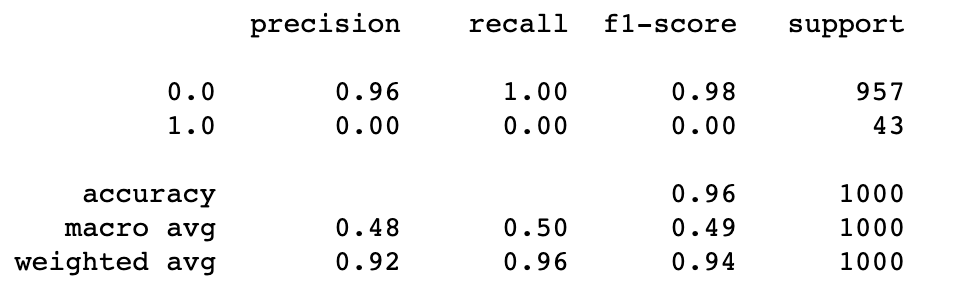 precision recall f1-score support
0.0 0.96 1.00 0.98 957
1.0 0.00 0.00 0.00 43
accuracy 0.96 1000
macro avg 0.48 0.50 0.49 1000
weighted avg 0.92 0.96 0.94 1000